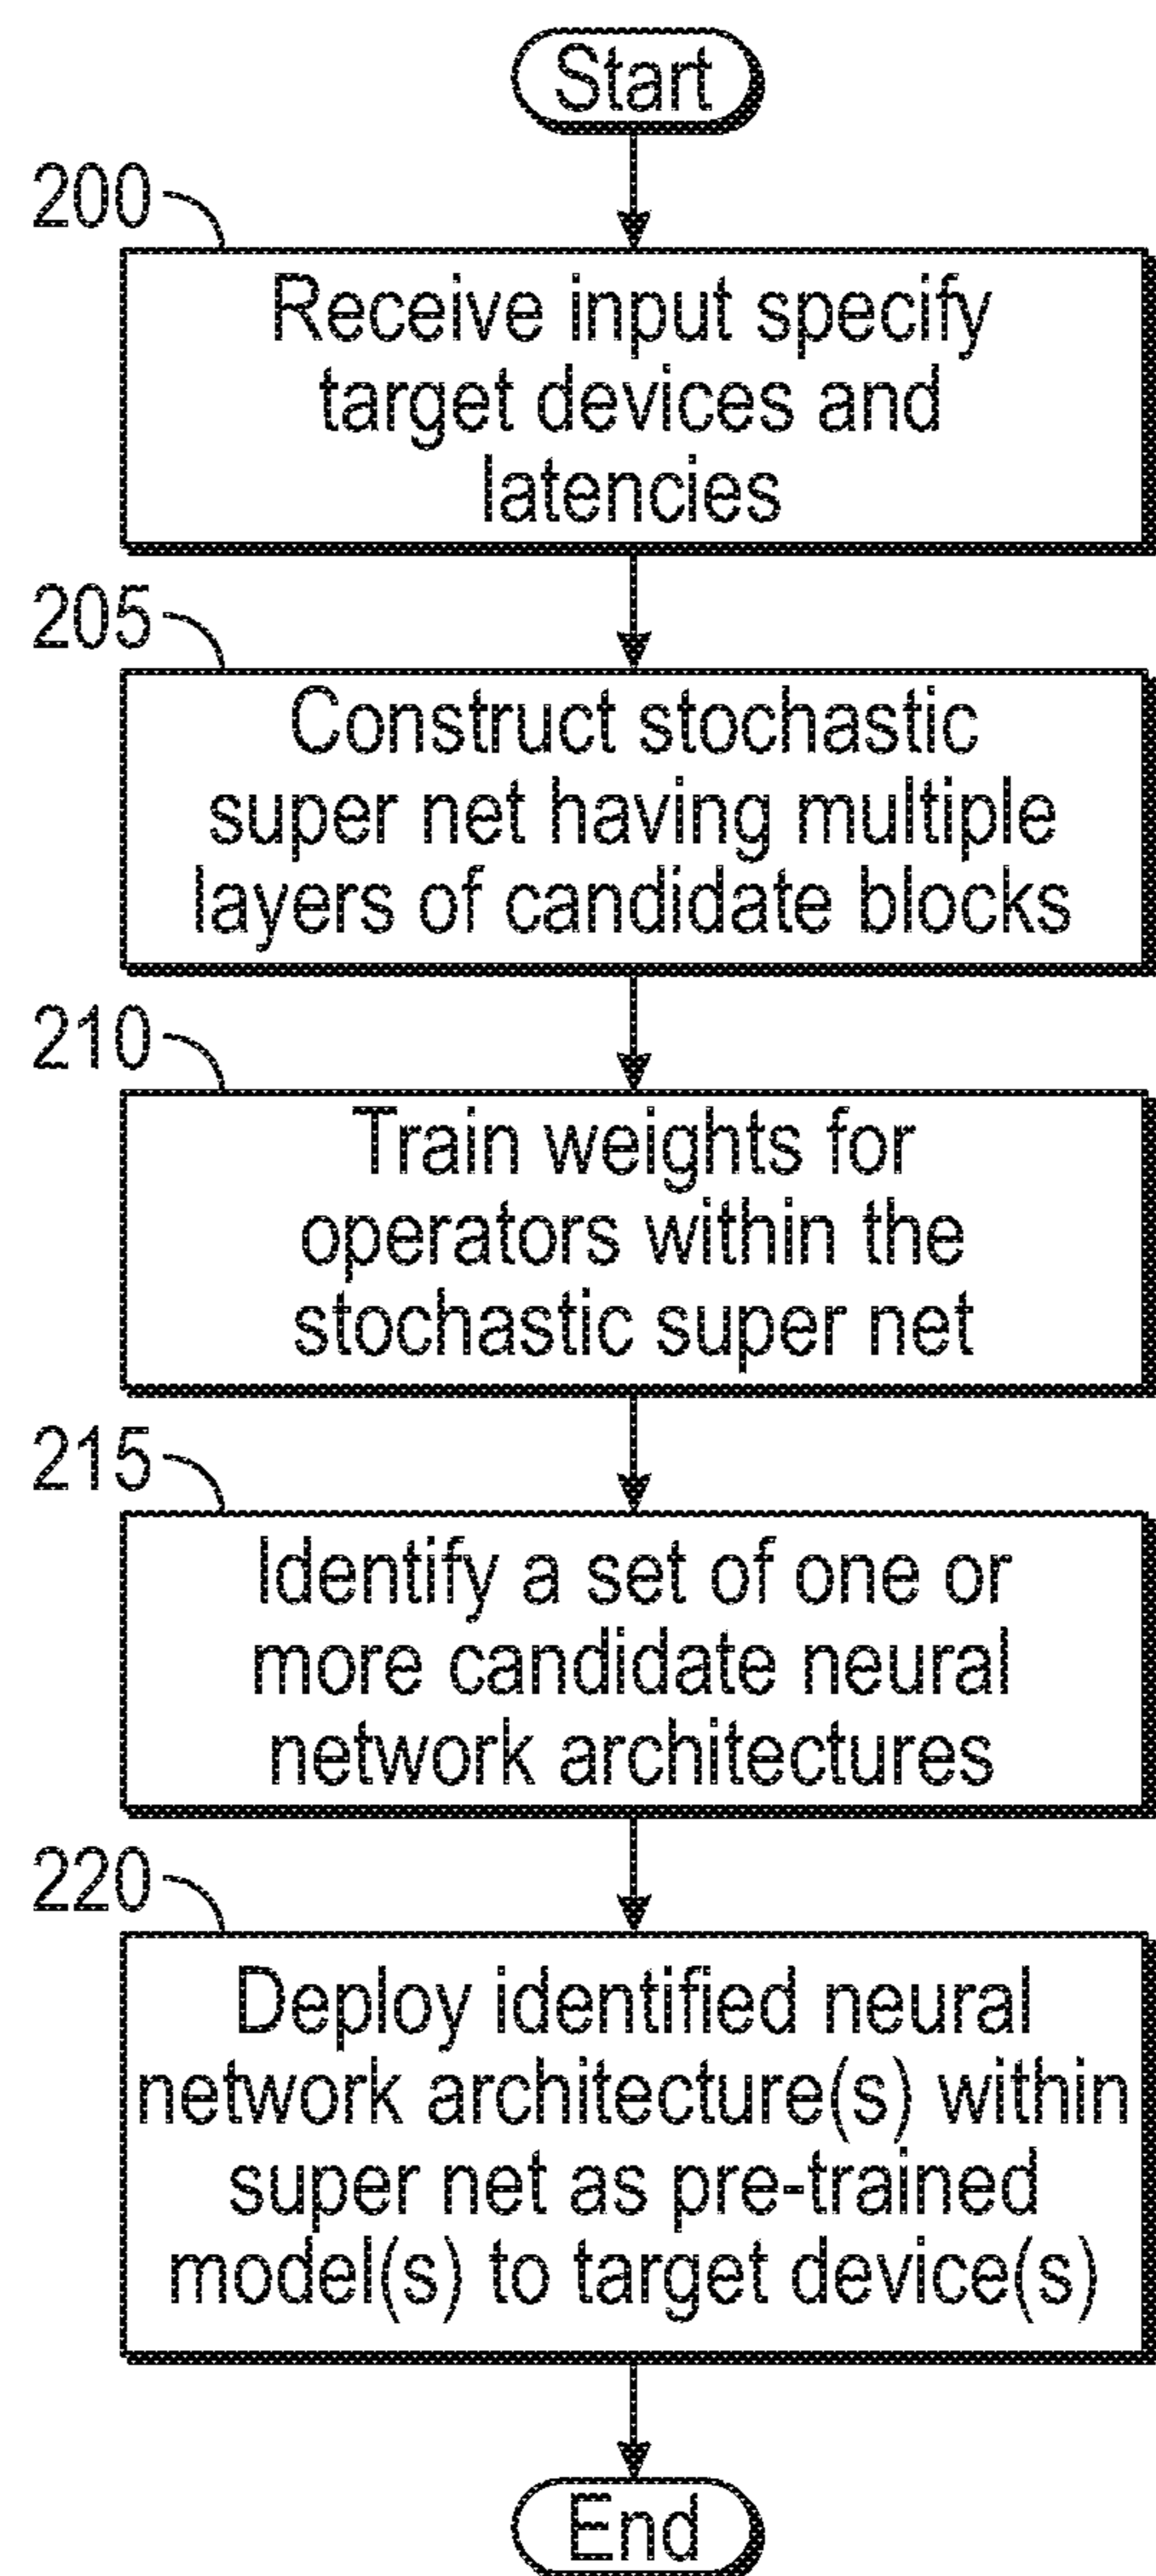 Start
200
Receive input specify
target devices and
latencies
205
Construct stochastic
super net having multiple
layers of candidate blocks
210
Train weights for
operators within the
stochastic super net
215
Identify a set of one or
more candidate neural
network architectures
220
Deploy identified neural
network architecture(s) within
super net as pre-trained
model(s) to target device(s)
End